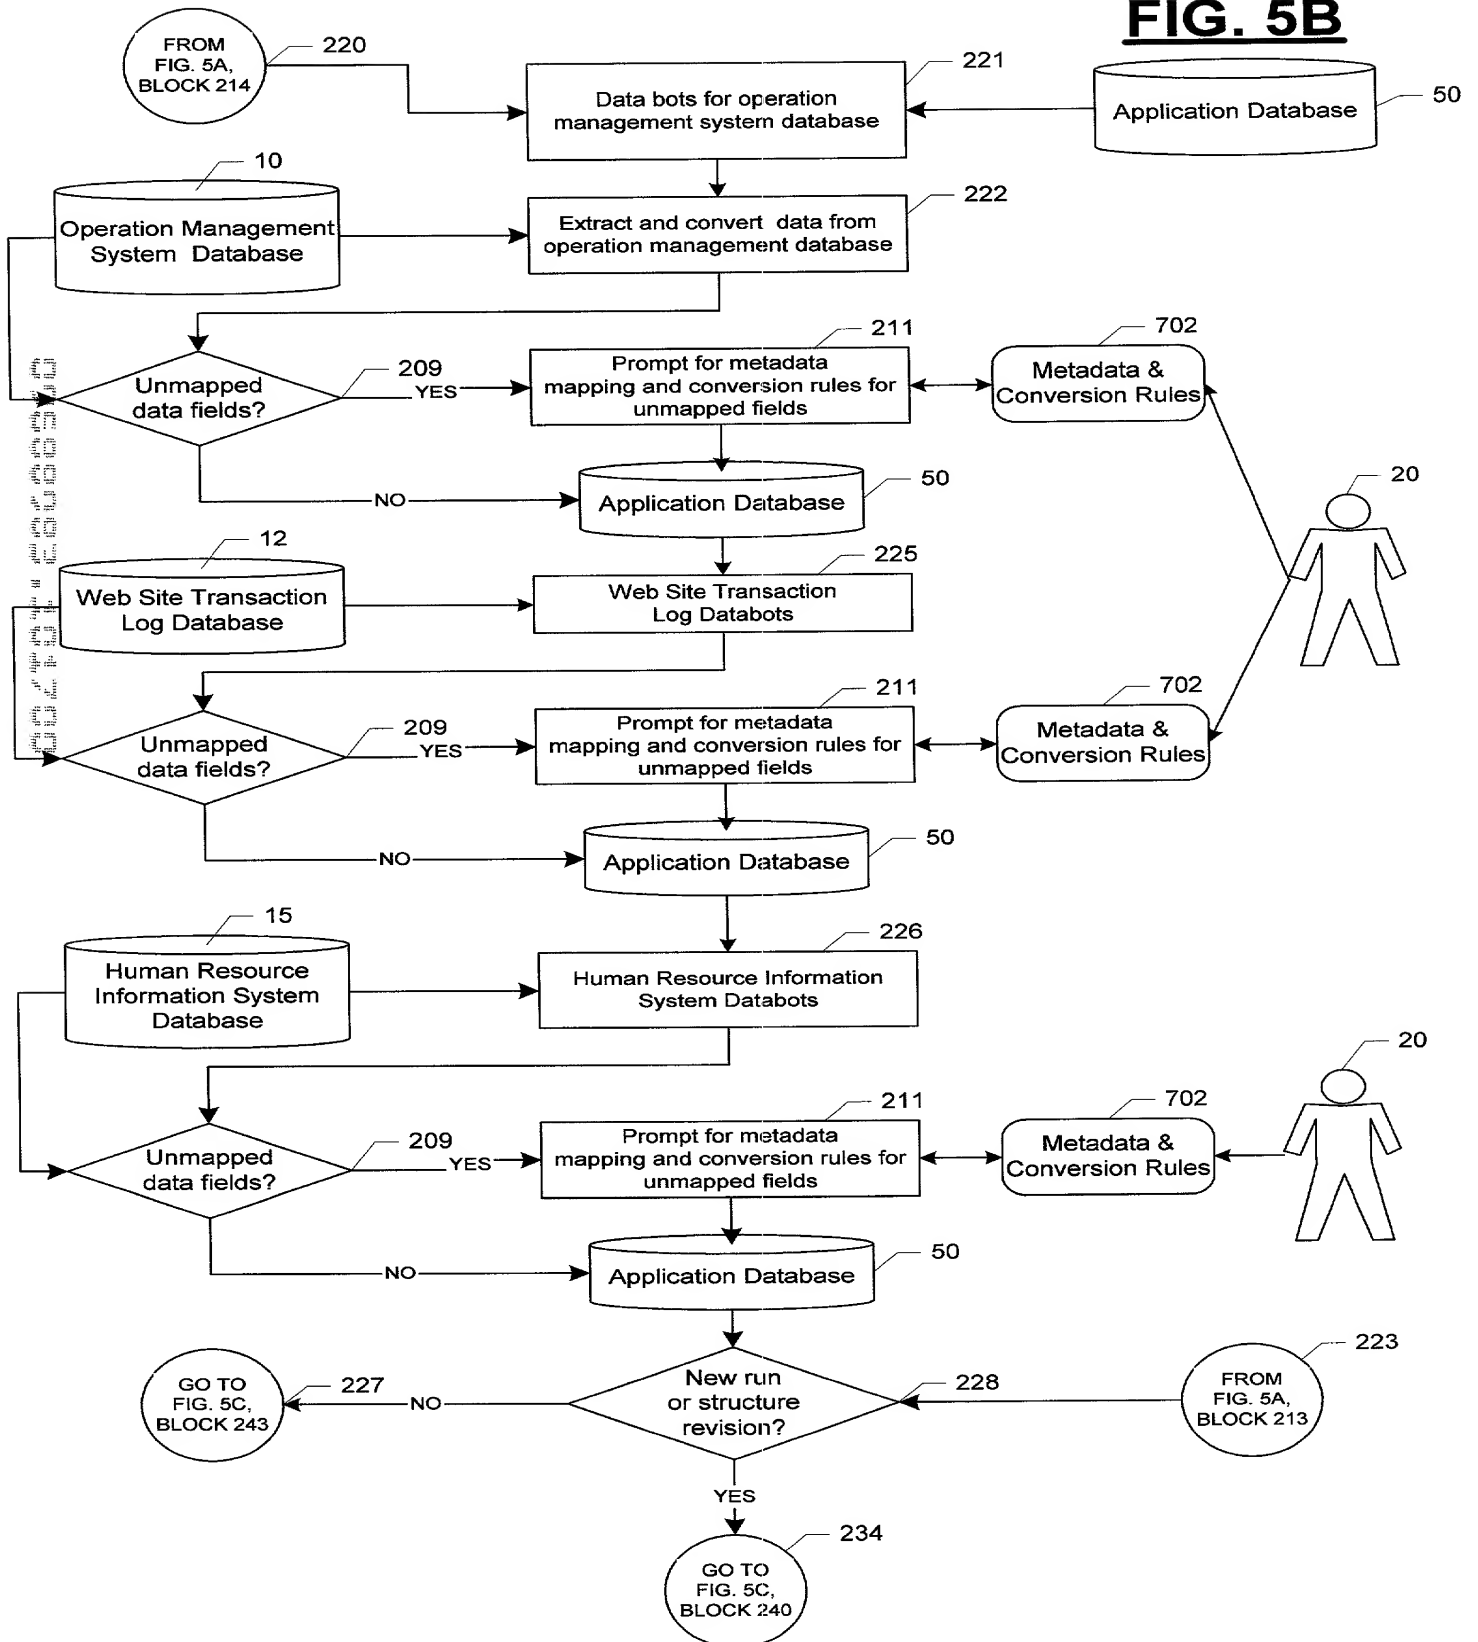 FIG. 5B
FROM
FIG. 5A,
BLOCK 214
220
Data bots for operation
management system database
221
Application Database
50
Operation Management
System Database
10
Extract and convert data from
operation management database
222
Unmapped
data fields?
209
YES
Prompt for metadata
mapping and conversion rules for
unmapped fields
211
Metadata &
Conversion Rules
702
NO
Application Database
50
20
Web Site Transaction
Log Database
12
Web Site Transaction
Log Databots
225
Unmapped
data fields?
209
YES
Prompt for metadata
mapping and conversion rules for
unmapped fields
211
Metadata &
Conversion Rules
702
NO
Application Database
50
Human Resource
Information System
Database
15
Human Resource Information
System Databots
226
Unmapped
data fields?
209
YES
Prompt for metadata
mapping and conversion rules for
unmapped fields
211
Metadata &
Conversion Rules
702
20
NO
Application Database
50
GO TO
FIG. 5C,
BLOCK 243
227
NO
New run
or structure
revision?
228
FROM
FIG. 5A,
BLOCK 213
223
YES
GO TO
FIG. 5C,
BLOCK 240
234